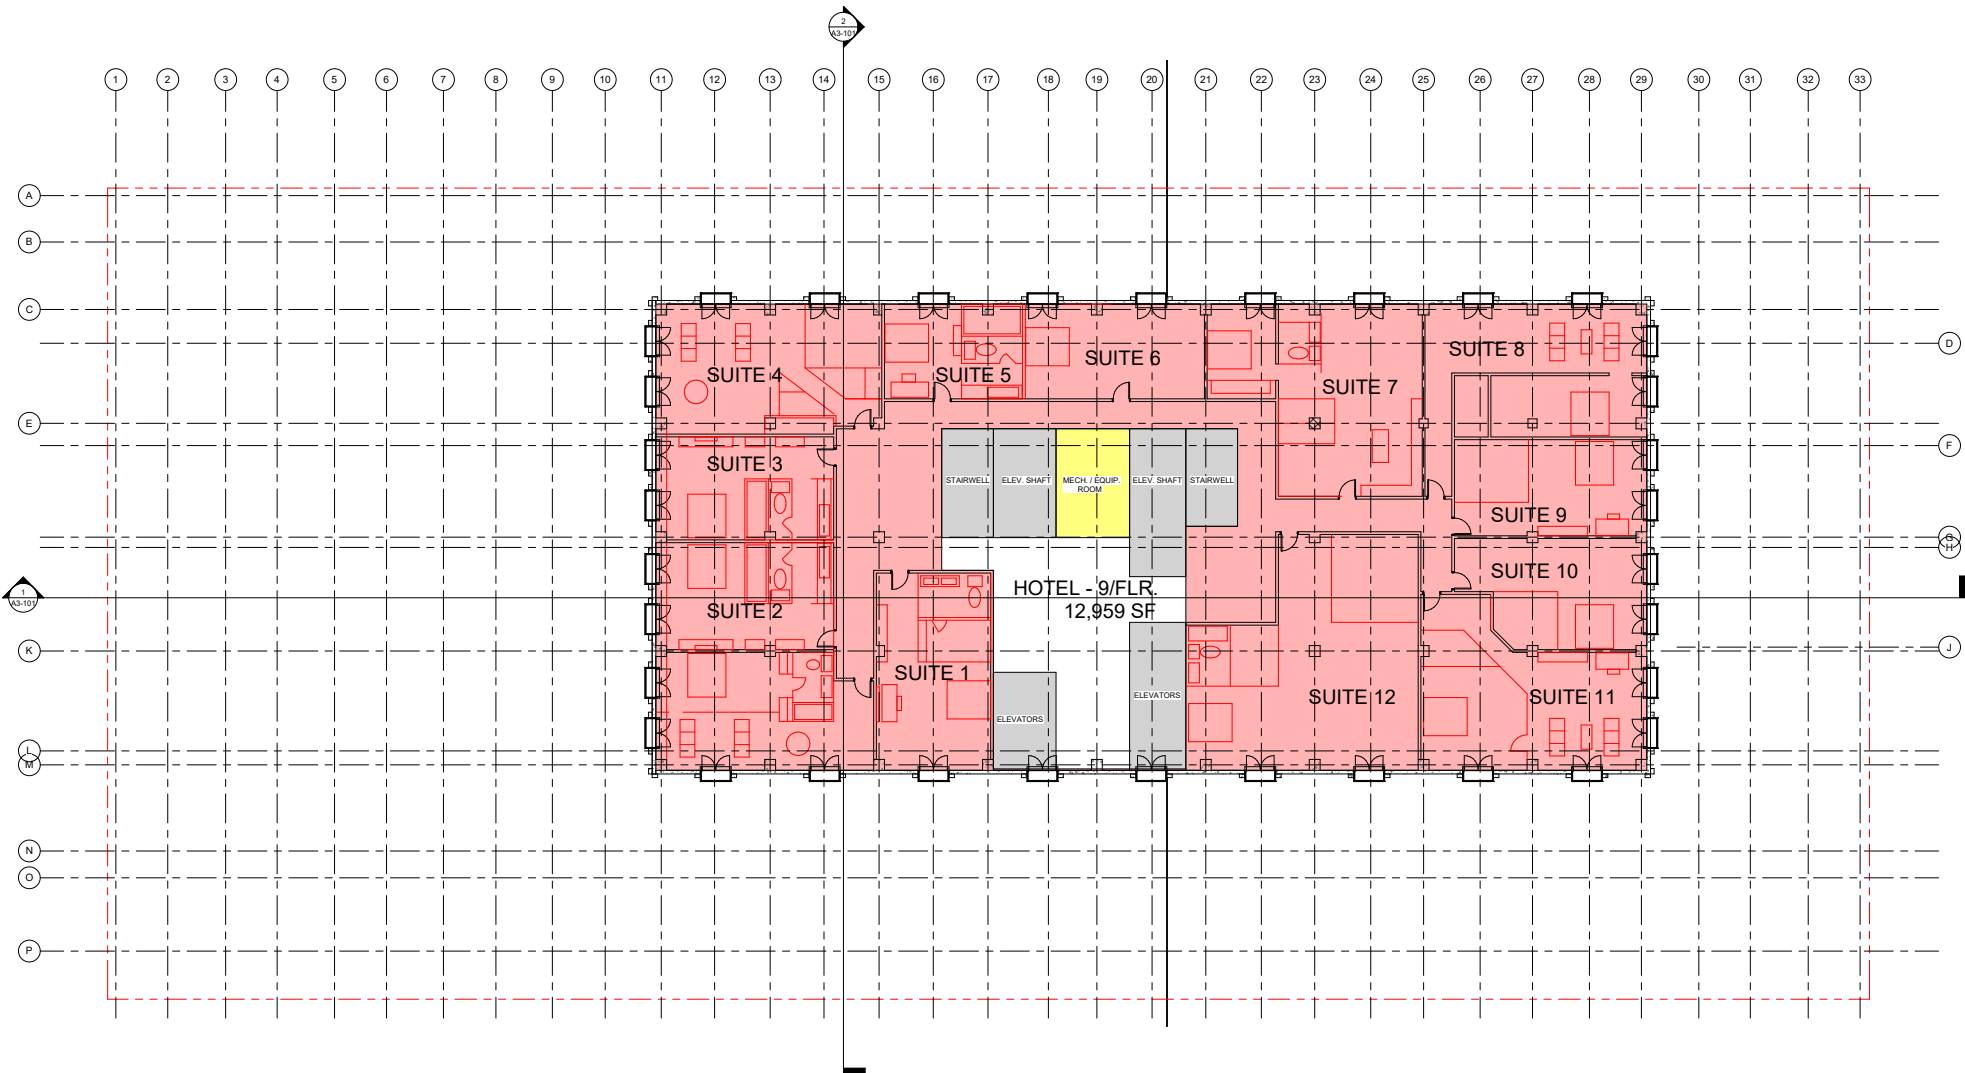 2
A3-101
1 2 3 4 5 6 7 8 9 10 11 12 13 14 15 16 17 18 19 20 21 22 23 24 25 26 27 28 29 30 31 32 33
A
B
C
D
E
F
G
H
J
K
L
M
N
O
P
1
A3-101
SUITE 4
SUITE 5
SUITE 6
SUITE 7
SUITE 8
SUITE 3
STAIRWELL
ELEV. SHAFT
MECH. / EQUIP.
ROOM
ELEV. SHAFT
STAIRWELL
SUITE 9
SUITE 10
HOTEL - 9/FLR.
12,959 SF
SUITE 2
SUITE 1
ELEVATORS
ELEVATORS
SUITE 12
SUITE 11